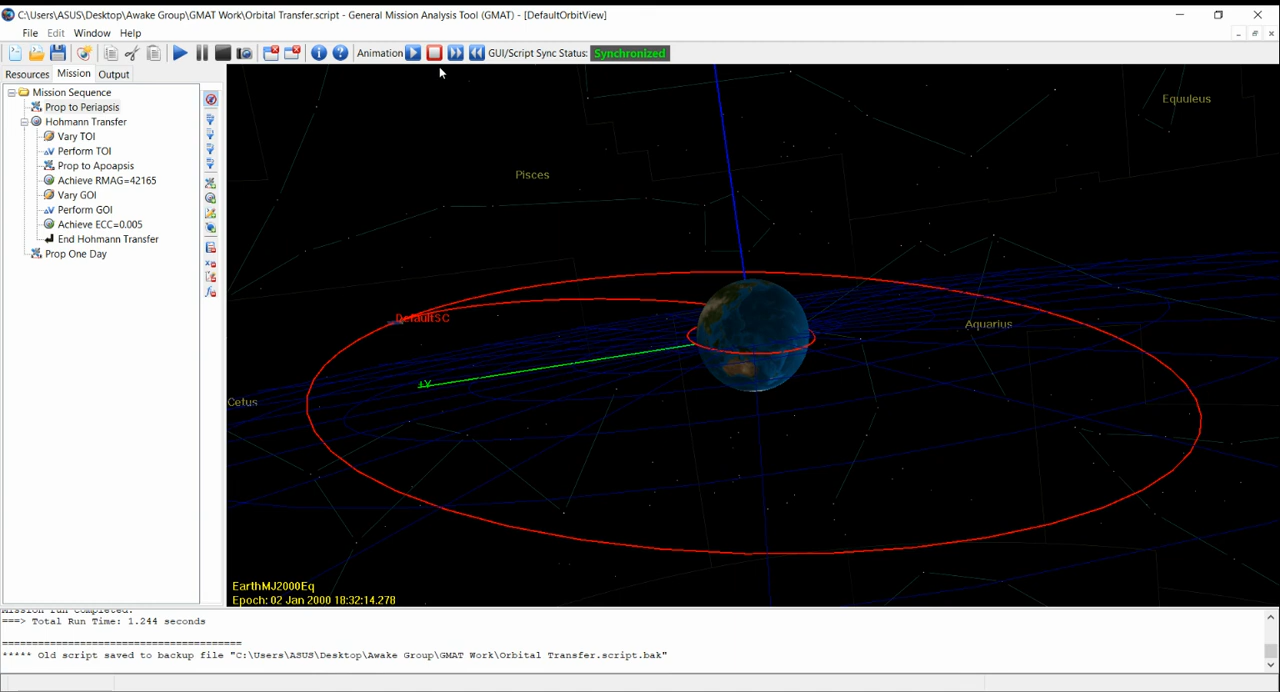 C:\Users\ASUS\Desktop\Awake Group\GMAT Work\Orbital Transfer.script - General Mission Analysis Tool (GMAT) - [DefaultOrbitView]
File Edit Window Help
Animation GUI/Script Sync Status: Synchronized
Resources Mission Output
Mission Sequence
Prop to Periapsis
Hohmann Transfer
Vary TOI
Perform TOI
Prop to Apoapsis
Achieve RMAG=42165
Vary GOI
Perform GOI
Achieve ECC=0.005
End Hohmann Transfer
Prop One Day
Equuleus
Pisces
DefaultSC
Aquarius
+Y
Cetus
EarthMJ2000Eq
Epoch: 02 Jan 2000 18:32:14.278
Mission run completed.
===> Total Run Time: 1.244 seconds
========================================
***** Old script saved to backup file "C:\Users\ASUS\Desktop\Awake Group\GMAT Work\Orbital Transfer.script.bak"